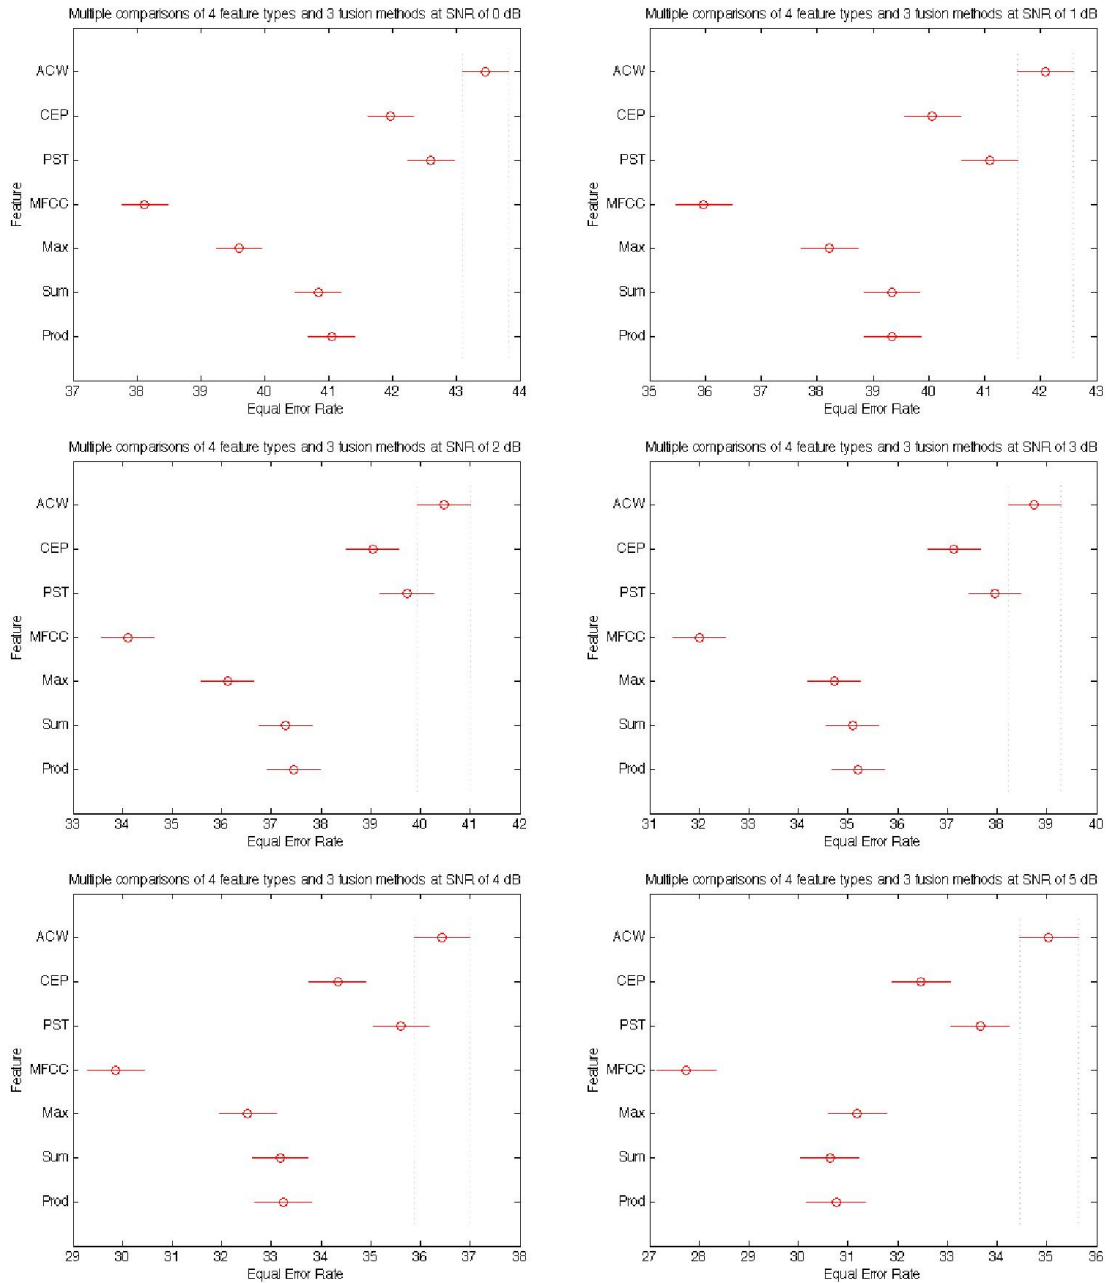 Multiple comparisons of 4 feature types and 3 fusion methods at SNR of 0 dB
ACW
CEP
PST
MFCC
Max
Sum
Prod
Feature
37 38 39 40 41 42 43 44
Equal Error Rate
Multiple comparisons of 4 feature types and 3 fusion methods at SNR of 1 dB
ACW
CEP
PST
MFCC
Max
Sum
Prod
Feature
35 36 37 38 39 40 41 42 43
Equal Error Rate
Multiple comparisons of 4 feature types and 3 fusion methods at SNR of 2 dB
ACW
CEP
PST
MFCC
Max
Sum
Prod
Feature
33 34 35 36 37 38 39 40 41 42
Equal Error Rate
Multiple comparisons of 4 feature types and 3 fusion methods at SNR of 3 dB
ACW
CEP
PST
MFCC
Max
Sum
Prod
Feature
31 32 33 34 35 36 37 38 39 40
Equal Error Rate
Multiple comparisons of 4 feature types and 3 fusion methods at SNR of 4 dB
ACW
CEP
PST
MFCC
Max
Sum
Prod
Feature
29 30 31 32 33 34 35 36 37 38
Equal Error Rate
Multiple comparisons of 4 feature types and 3 fusion methods at SNR of 5 dB
ACW
CEP
PST
MFCC
Max
Sum
Prod
Feature
27 28 29 30 31 32 33 34 35 36
Equal Error Rate